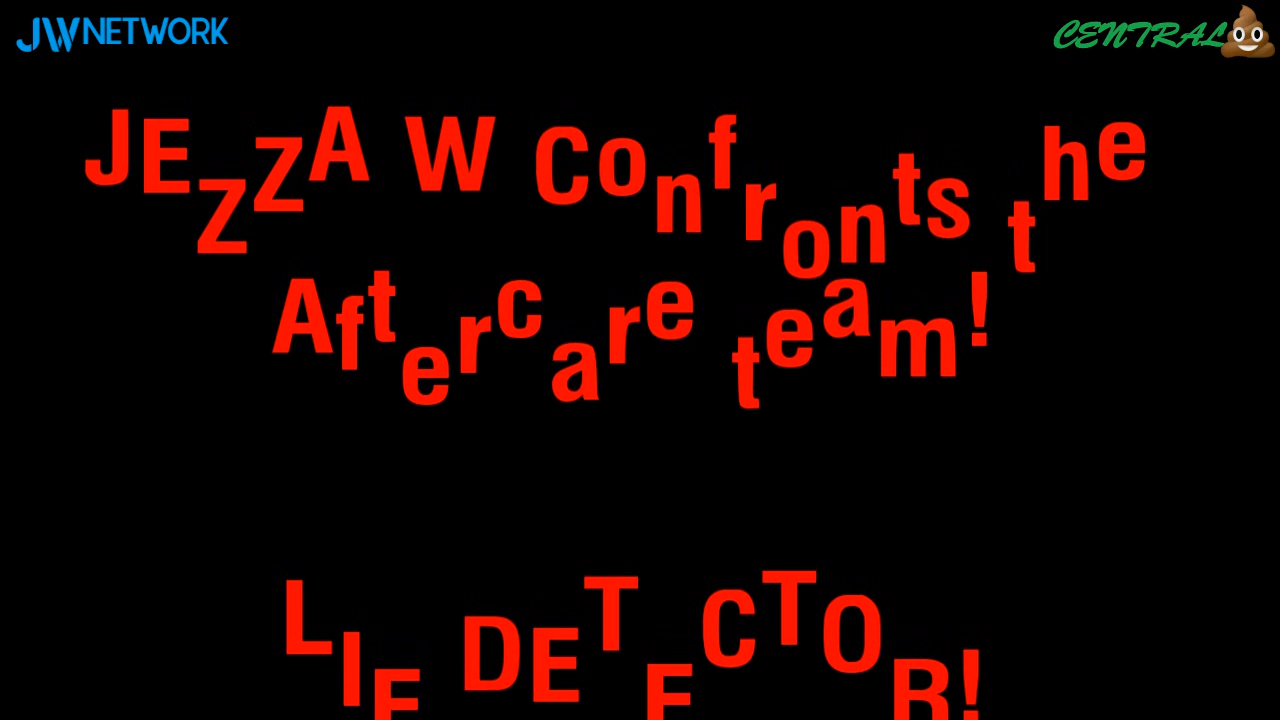 JWNETWORK
CENTRAL💩
JEZZA W Confronts the
Aftercare team!
LIE DETECTOR!